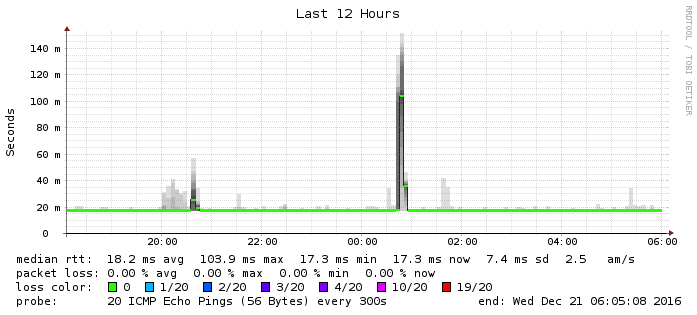 Last 12 Hours
RRDTOOL / TOBI OETIKER
Seconds
140 m
120 m
100 m
80 m
60 m
40 m
20 m
0
20:00 22:00 00:00 02:00 04:00 06:00
median rtt: 18.2 ms avg 103.9 ms max 17.3 ms min 17.3 ms now 7.4 ms sd 2.5 am/s
packet loss: 0.00 % avg 0.00 % max 0.00 % min 0.00 % now
loss color: 0 1/20 2/20 3/20 4/20 10/20 19/20
probe: 20 ICMP Echo Pings (56 Bytes) every 300s end: Wed Dec 21 06:05:08 2016